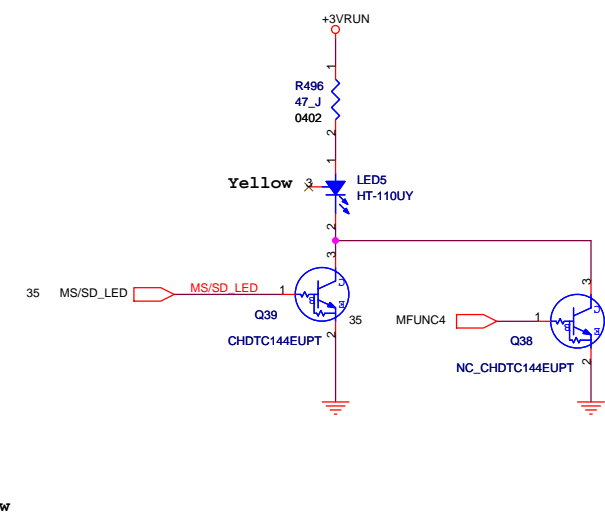 +3VRUN
1
R496
47_J
0402
2
1
Yellow
3
LED5
HT-110UY
2
3
3
35
MS/SD_LED
MS/SD_LED
1
C
B
E
Q39
35
CHDTC144EUPT
2
MFUNC4
1
C
B
E
Q38
NC_CHDTC144EUPT
2
w